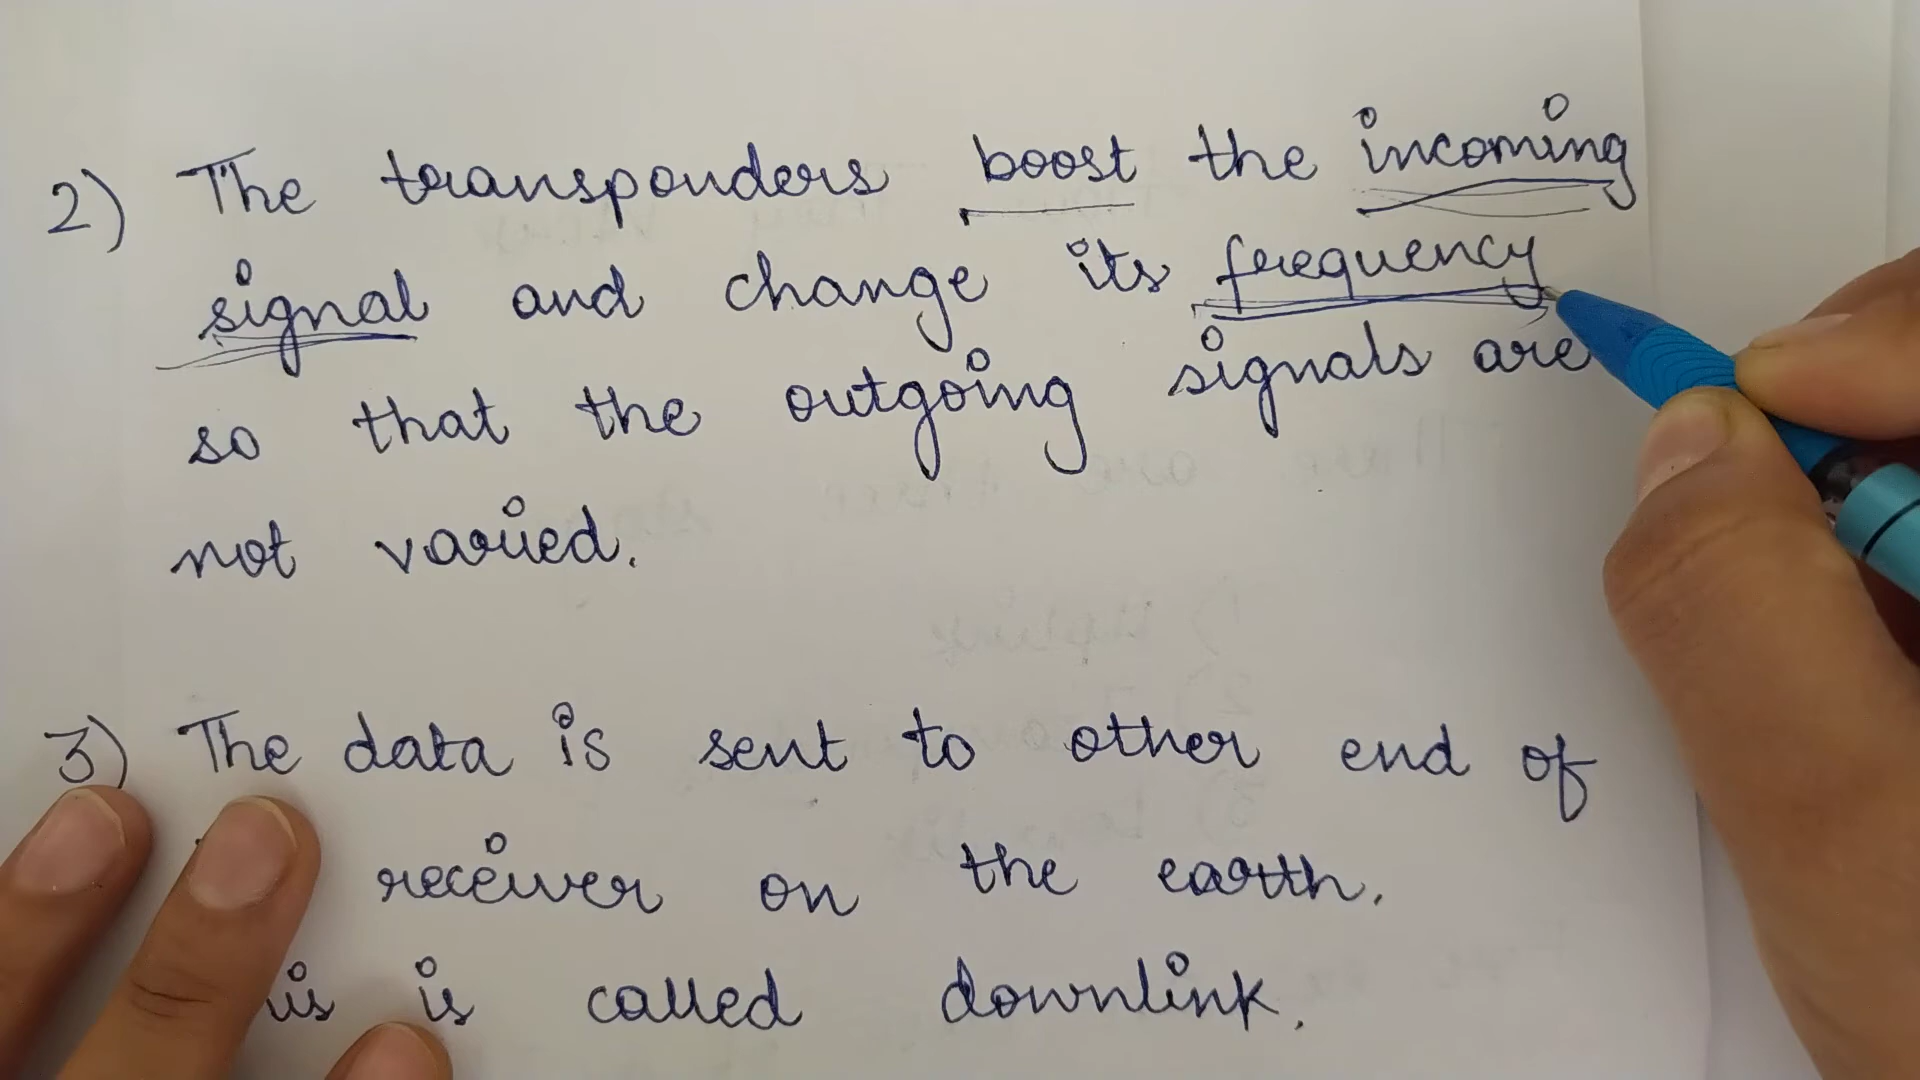 2) The transponders boost the incoming
signal and change its frequency
so that the outgoing signals are
not varied.
3) The data is sent to other end of
receiver on the earth.
is called downlink.